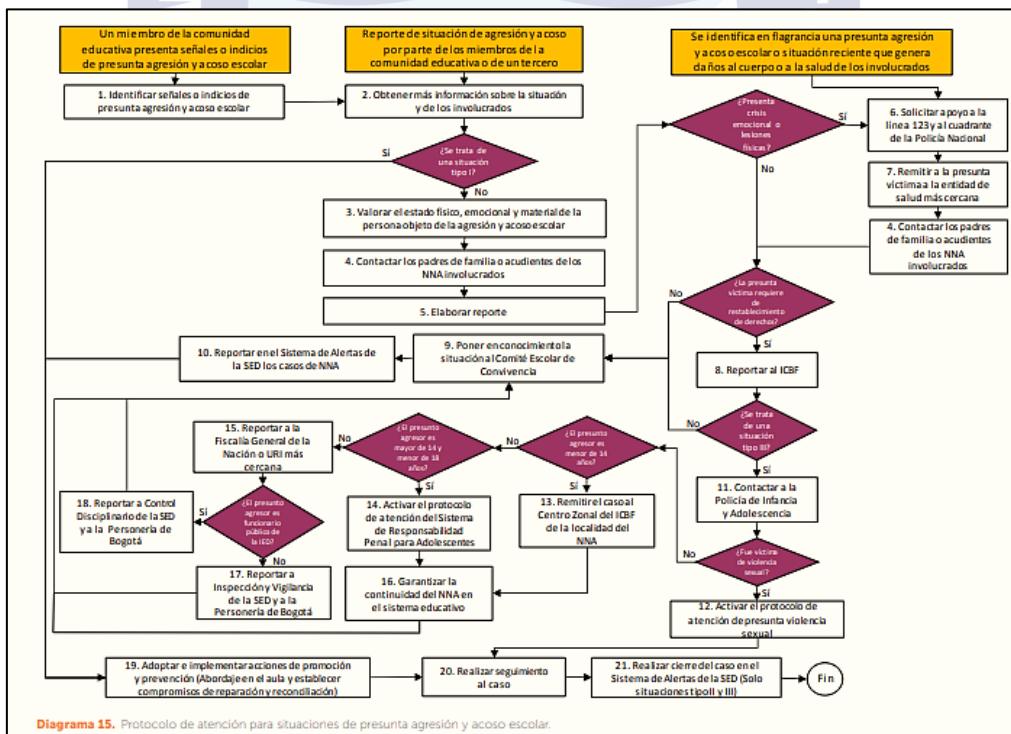 Un miembro de la comunidad
educativa presenta señales o indicios
de presunta agresión y acoso escolar
Reporte de situación de agresión y acoso
por parte de los miembros de la
comunidad educativa o de un tercero
Se identifica en flagrancia una presunta agresión
y acoso escolar o situación reciente que genera
daños al cuerpo o a la salud de los involucrados
1. Identificar señales o indicios de
presunta agresión y acoso escolar
2. Obtener más información sobre la situación
y de los involucrados
¿Presenta
crisis
emocional o
lesiones
físicas?
Sí
No
6. Solicitar apoyo a la
línea 123 y al cuadrante
de la Policía Nacional
¿Se trata de
una situación
tipo I?
Sí
No
7. Remitir a la presunta
víctima a la entidad de
salud más cercana
3. Valorar el estado físico, emocional y material de la
persona objeto de la agresión y acoso escolar
4. Contactar los padres de familia o acudientes de los
NNA involucrados
4. Contactar los padres
de familia o acudientes
de los NNA
involucrados
5. Elaborar reporte
¿La presunta
víctima requiere
de
restablecimiento
de derechos?
No
Sí
10. Reportar en el Sistema de Alertas de
la SED los casos de NNA
9. Poner en conocimiento la
situación al Comité Escolar de
Convivencia
8. Reportar al ICBF
¿Se trata
de una
situación
tipo III?
No
Sí
15. Reportar a la
Fiscalía General de la
Nación o URI más
cercana
No
¿El presunto
agresor es
mayor de 14 y
menor de 18
años?
Sí
No
¿El presunto
agresor es
menor de 14
años?
Sí
11. Contactar a la
Policía de Infancia
y Adolescencia
18. Reportar a Control
Disciplinario de la SED
y a la Personería de
Bogotá
Sí
¿El presunto
agresor es
funcionario
público de
la IED?
No
14. Activar el protocolo
de atención del Sistema
de Responsabilidad
Penal para Adolescentes
13. Remitir el caso al
Centro Zonal del ICBF
de la localidad del
NNA
No
¿Fue víctima
de violencia
sexual?
Sí
17. Reportar a
Inspección y Vigilancia
de la SED y a la
Personería de Bogotá
16. Garantizar la
continuidad del NNA en
el sistema educativo
12. Activar el protocolo de
atención de presunta violencia
sexual
19. Adoptar e implementar acciones de promoción
y prevención (Abordaje en el aula y establecer
compromisos de reparación y reconciliación)
20. Realizar seguimiento
al caso
21. Realizar cierre del caso en el
Sistema de Alertas de la SED (Solo
situaciones tipo II y III)
Fin
Diagrama 15. Protocolo de atención para situaciones de presunta agresión y acoso escolar.